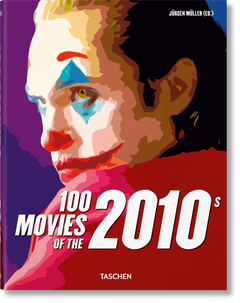 JÜRGEN MÜLLER (ED.)
100
MOVIES
OF THE
2010s
TASCHEN